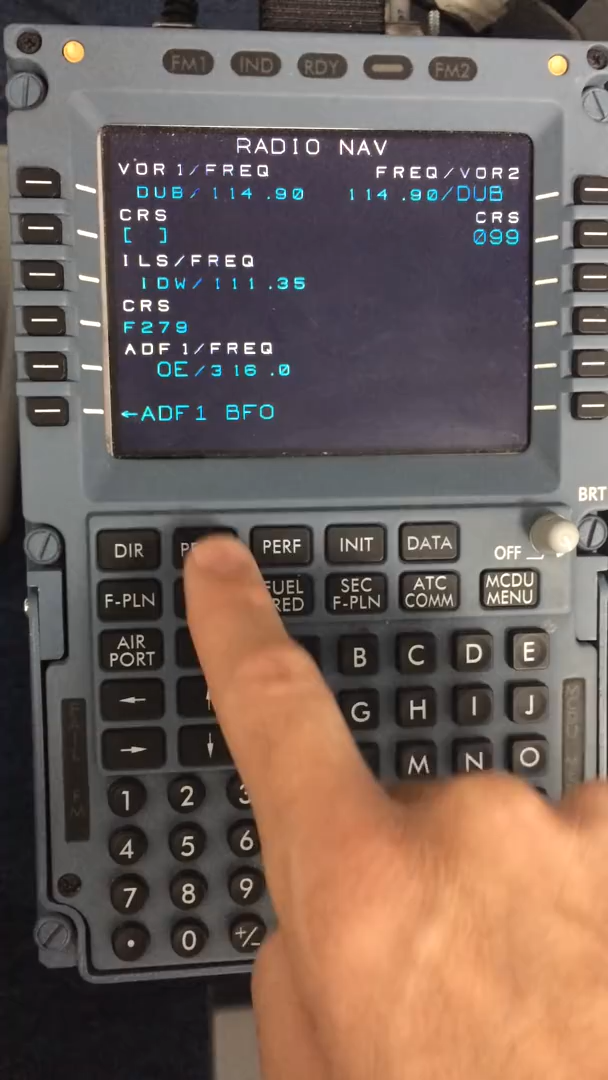 FM1 IND RDY FM2
RADIO NAV
VOR1/FREQ FREQ/VOR2
DUB/114.90 114.90/DUB
CRS CRS
[ ] 099
ILS/FREQ
IDW/111.35
CRS
F279
ADF1/FREQ
OE/316.0
←ADF1 BFO
BRT
DIR PERF INIT DATA OFF
F-PLN SEC F-PLN ATC COMM MCDU MENU
AIR PORT B C D E
← ↑ G H I J
→ ↓ M N O
1 2 3
4 5 6
7 8 9
. 0 +/-